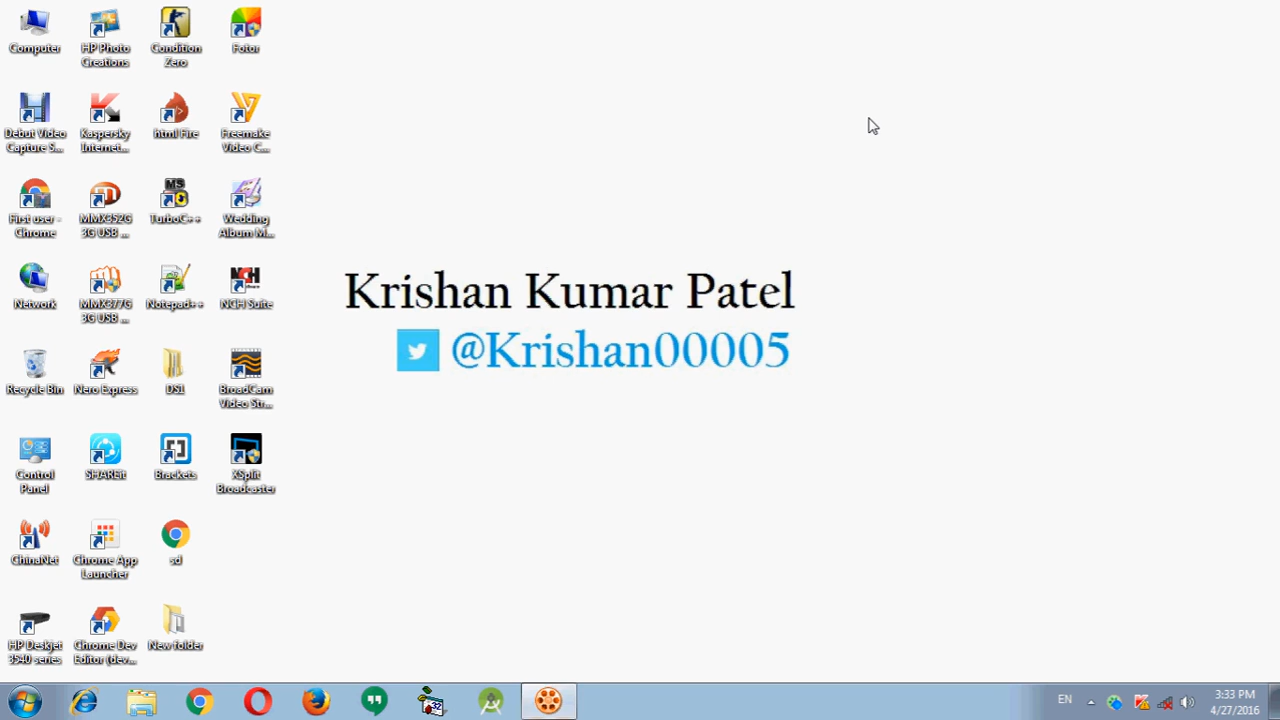 Computer
HP Photo
Creations
Condition
Zero
Fotor
Debut Video
Capture S...
Kaspersky
Internet...
html Fire
Freemake
Video C...
First user -
Chrome
MMX352G
3G USB ...
TurboC++
Wedding
Album M...
Network
MMX377G
3G USB ...
Notepad++
NCH Suite
Krishan Kumar Patel
@Krishan00005
Recycle Bin
Nero Express
DS1
BroadCam
Video Str...
Control
Panel
SHAREit
Brackets
XSplit
Broadcaster
ChinaNet
Chrome App
Launcher
sd
HP Deskjet
3540 series
Chrome Dev
Editor (dev...
New folder
EN
3:33 PM
4/27/2016